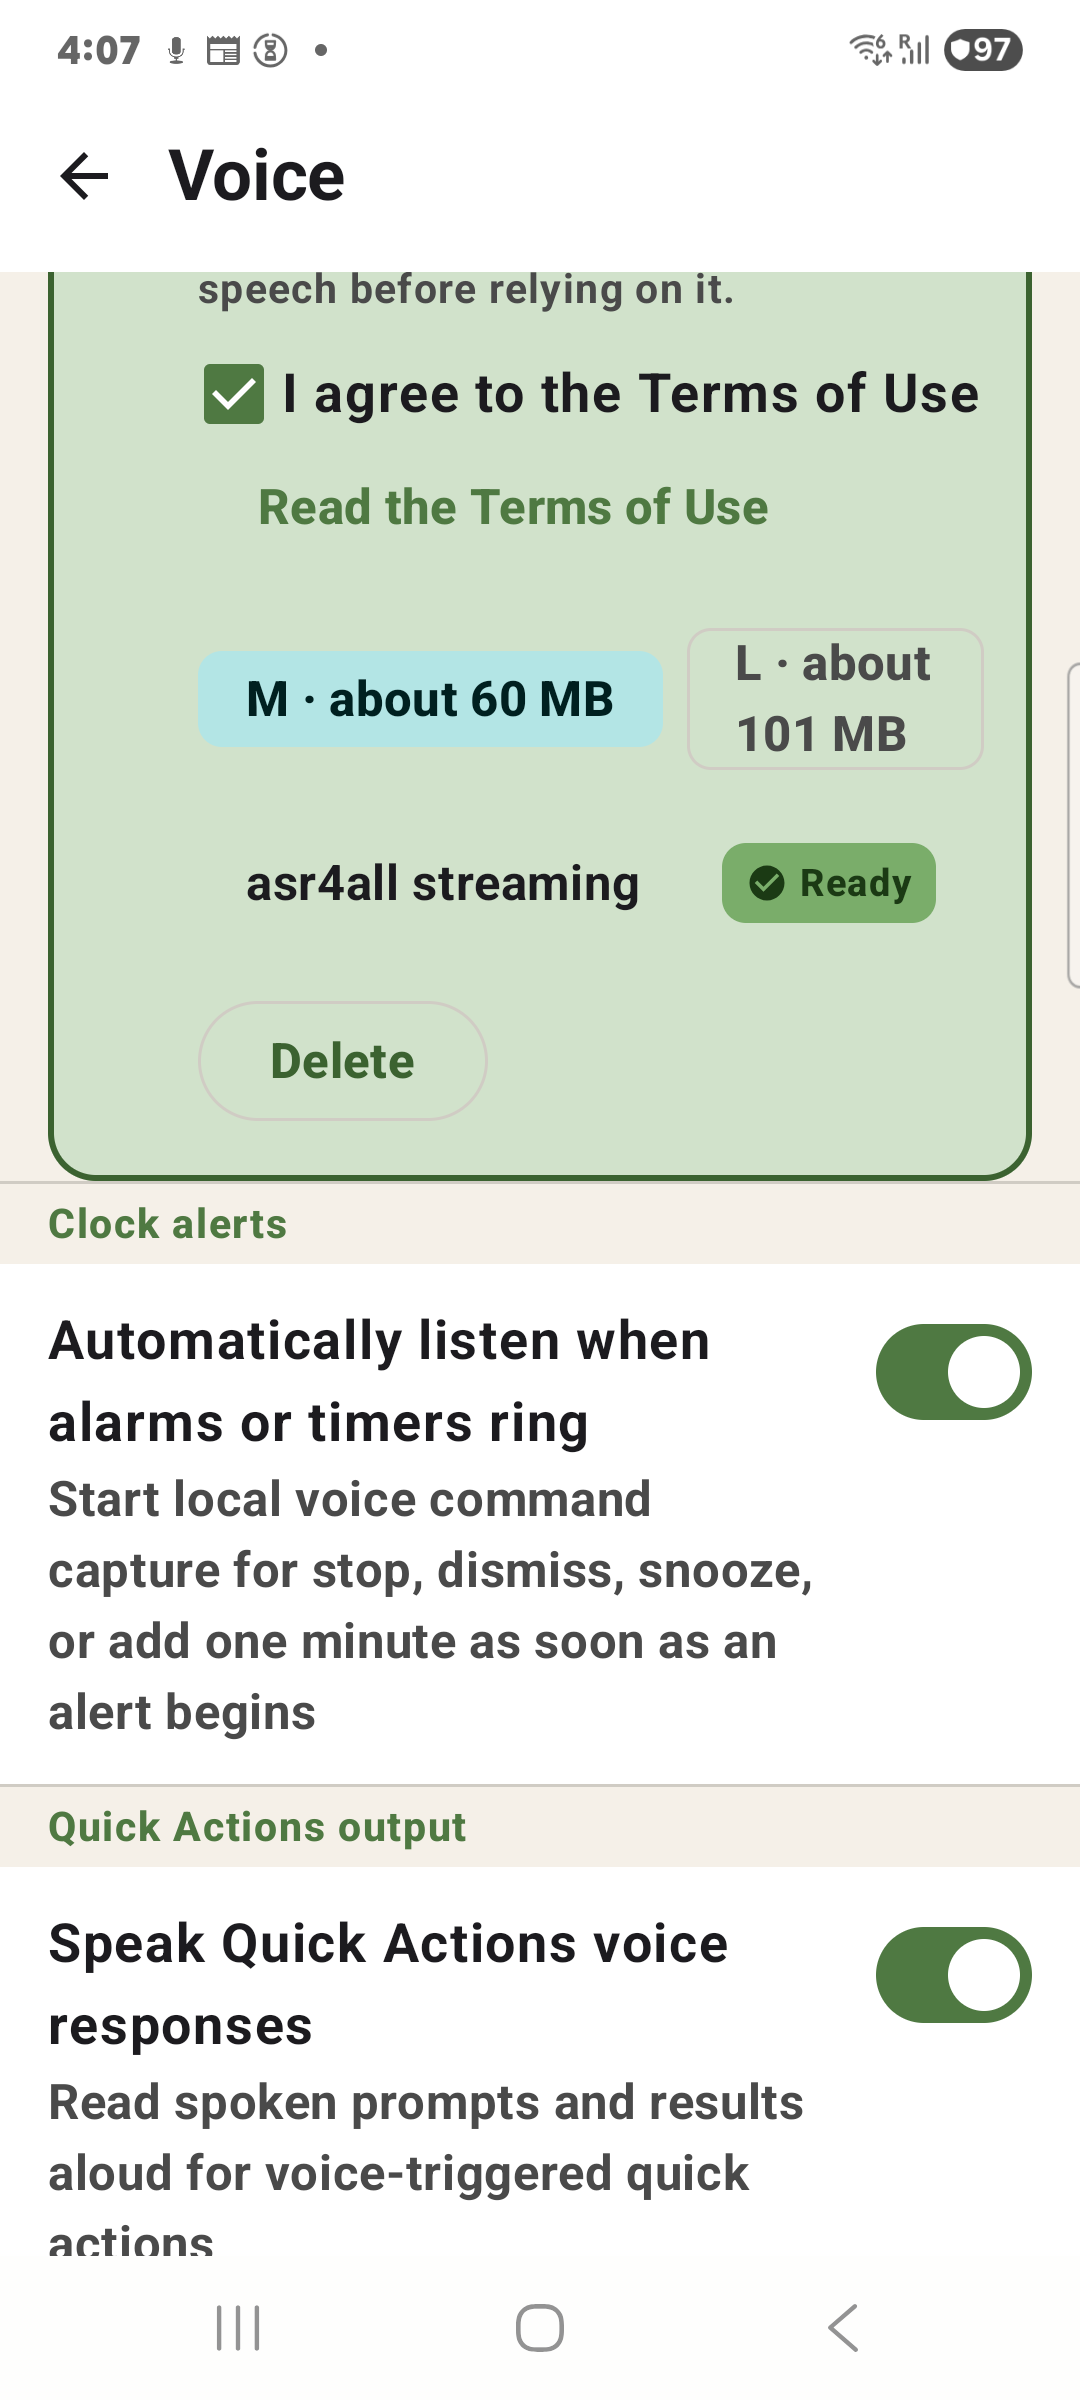 4:07
R
97
Voice
speech before relying on it.
I agree to the Terms of Use
Read the Terms of Use
M · about 60 MB
L · about
101 MB
asr4all streaming
Ready
Delete
Clock alerts
Automatically listen when
alarms or timers ring
Start local voice command
capture for stop, dismiss, snooze,
or add one minute as soon as an
alert begins
Quick Actions output
Speak Quick Actions voice
responses
Read spoken prompts and results
aloud for voice-triggered quick
actions